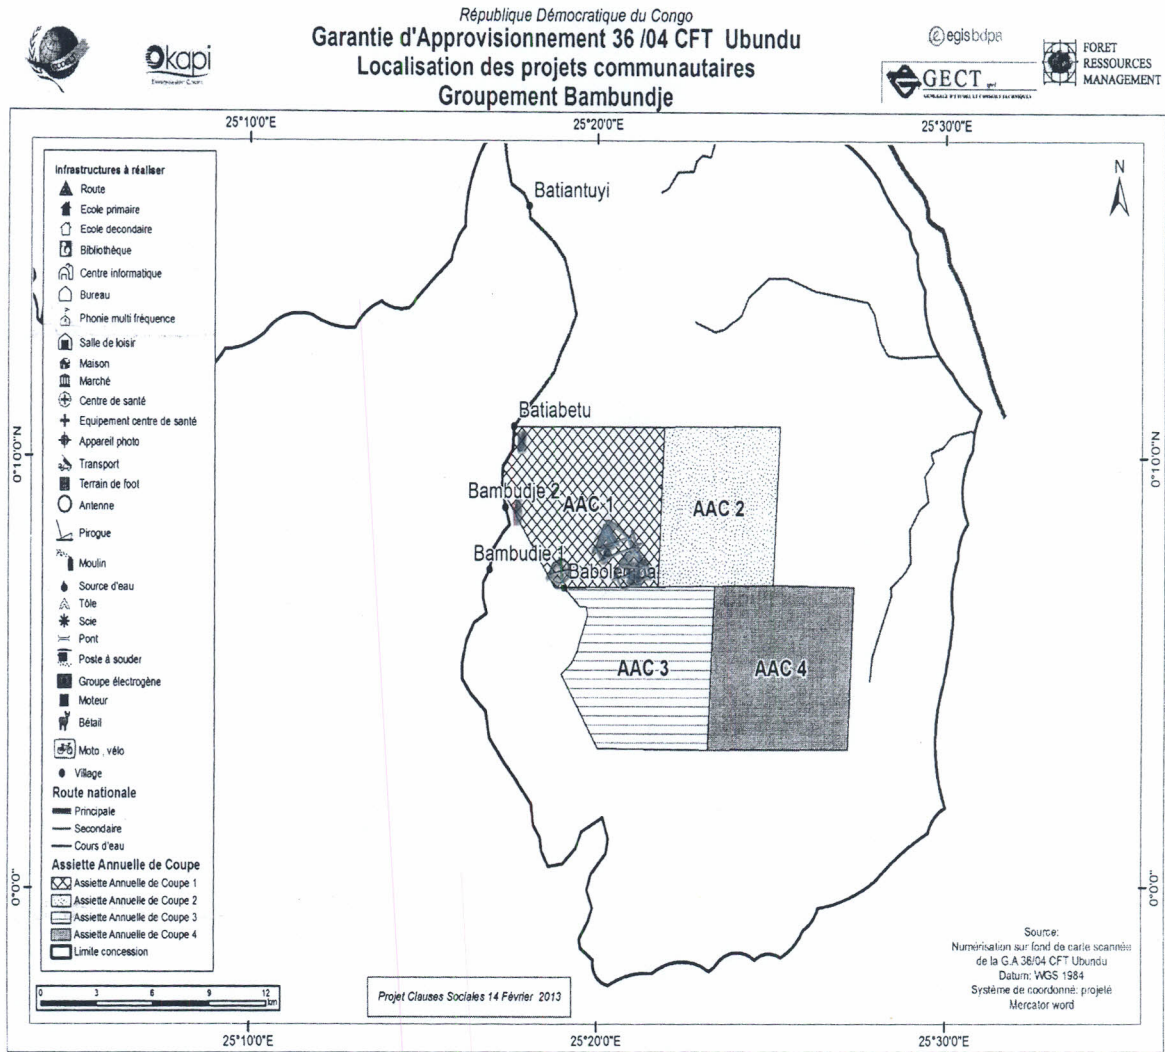 République Démocratique du Congo
Garantie d'Approvisionnement 36 /04 CFT Ubundu
Localisation des projets communautaires
Groupement Bambundje
Okapi
egisbdpa
GECT
FORET
RESSOURCES
MANAGEMENT
25°10'0"E
25°20'0"E
25°30'0"E
N
Infrastructures à réaliser
Route
Ecole primaire
Ecole decondaire
Bibliothèque
Centre informatique
Bureau
Phonie multi fréquence
Salle de loisir
Maison
Marché
Centre de santé
Equipement centre de santé
Appareil photo
Transport
Terrain de foot
Antenne
Pirogue
Moulin
Source d'eau
Tôle
Scie
Pont
Poste à souder
Groupe électrogène
Moteur
Bétail
Moto , vélo
Village
Route nationale
Principale
Secondaire
Cours d'eau
Assiette Annuelle de Coupe
Assiette Annuelle de Coupe 1
Assiette Annuelle de Coupe 2
Assiette Annuelle de Coupe 3
Assiette Annuelle de Coupe 4
Limite concession
Batiantuyi
Batiabetu
Bambudje 2
Bambudie 1
AAC 1
AAC 2
AAC 3
AAC 4
0°10'0"N
0°10'0"N
0°0'0"
0°0'0"
0 3 6 9 12
km
Projet Clauses Sociales 14 Février 2013
Source:
Numérisation sur fond de carte scannée
de la G.A 36/04 CFT Ubundu
Datum: WGS 1984
Système de coordonné: projeté
Mercator word
25°10'0"E
25°20'0"E
25°30'0"E